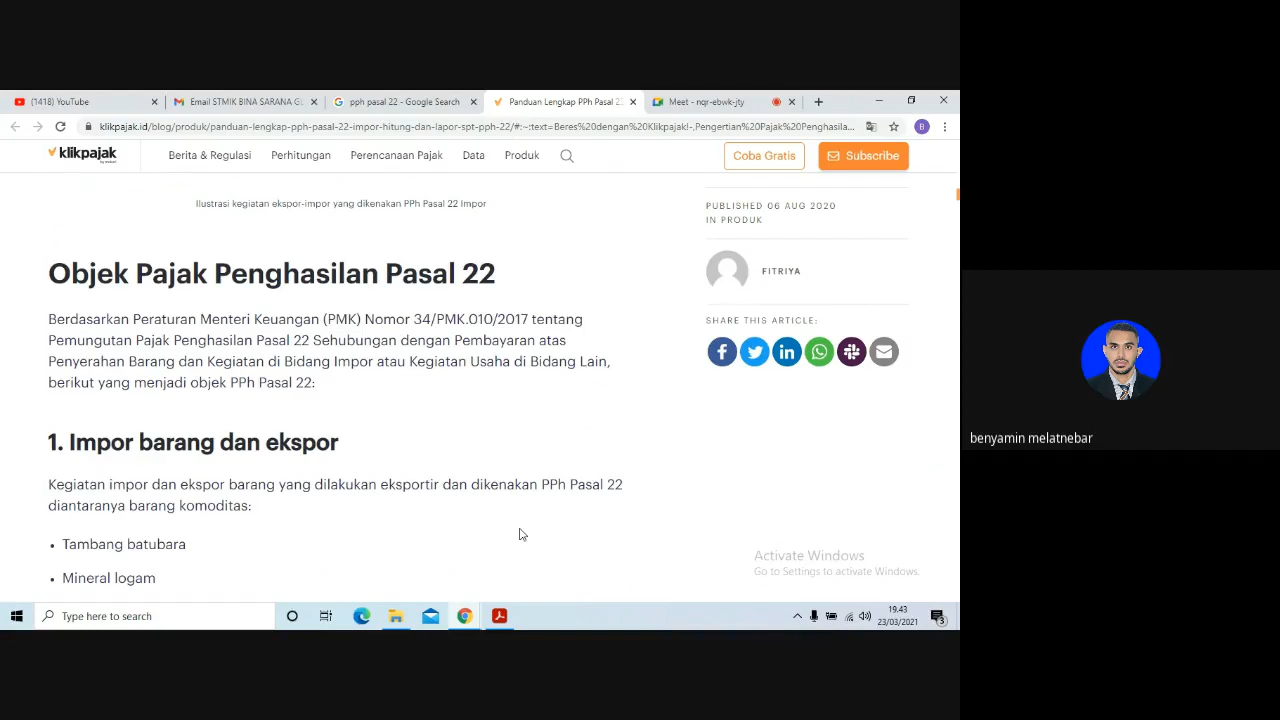 (1418) YouTube
Email STMIK BINA SARANA GL
pph pasal 22 - Google Search
Panduan Lengkap PPh Pasal 22
Meet - nqr-ebwk-jty
klikpajak.id/blog/produk/panduan-lengkap-pph-pasal-22-impor-hitung-dan-lapor-spt-pph-22/#:~:text=Beres%20dengan%20Klikpajak!-,Pengertian%20Pajak%20Penghasila...
B
klikpajak
Berita & Regulasi
Perhitungan
Perencanaan Pajak
Data
Produk
Coba Gratis
Subscribe
Ilustrasi kegiatan ekspor-impor yang dikenakan PPh Pasal 22 Impor
PUBLISHED 06 AUG 2020
IN PRODUK
FITRIYA
SHARE THIS ARTICLE:
Objek Pajak Penghasilan Pasal 22
Berdasarkan Peraturan Menteri Keuangan (PMK) Nomor 34/PMK.010/2017 tentang
Pemungutan Pajak Penghasilan Pasal 22 Sehubungan dengan Pembayaran atas
Penyerahan Barang dan Kegiatan di Bidang Impor atau Kegiatan Usaha di Bidang Lain,
berikut yang menjadi objek PPh Pasal 22:
1. Impor barang dan ekspor
Kegiatan impor dan ekspor barang yang dilakukan eksportir dan dikenakan PPh Pasal 22
diantaranya barang komoditas:
• Tambang batubara
• Mineral logam
Activate Windows
Go to Settings to activate Windows.
Type here to search
19.43
23/03/2021
3
benyamin melatnebar